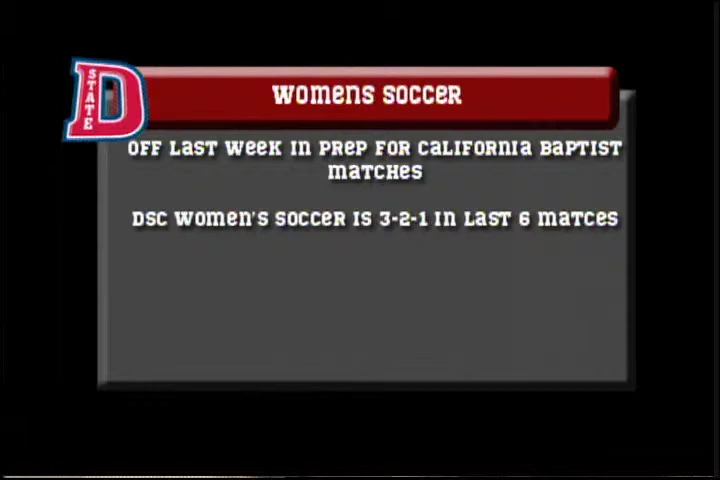 STATE
D
WOMENS SOCCER
OFF LAST WEEK IN PREP FOR CALIFORNIA BAPTIST
MATCHES
DSC WOMEN'S SOCCER IS 3-2-1 IN LAST 6 MATCES